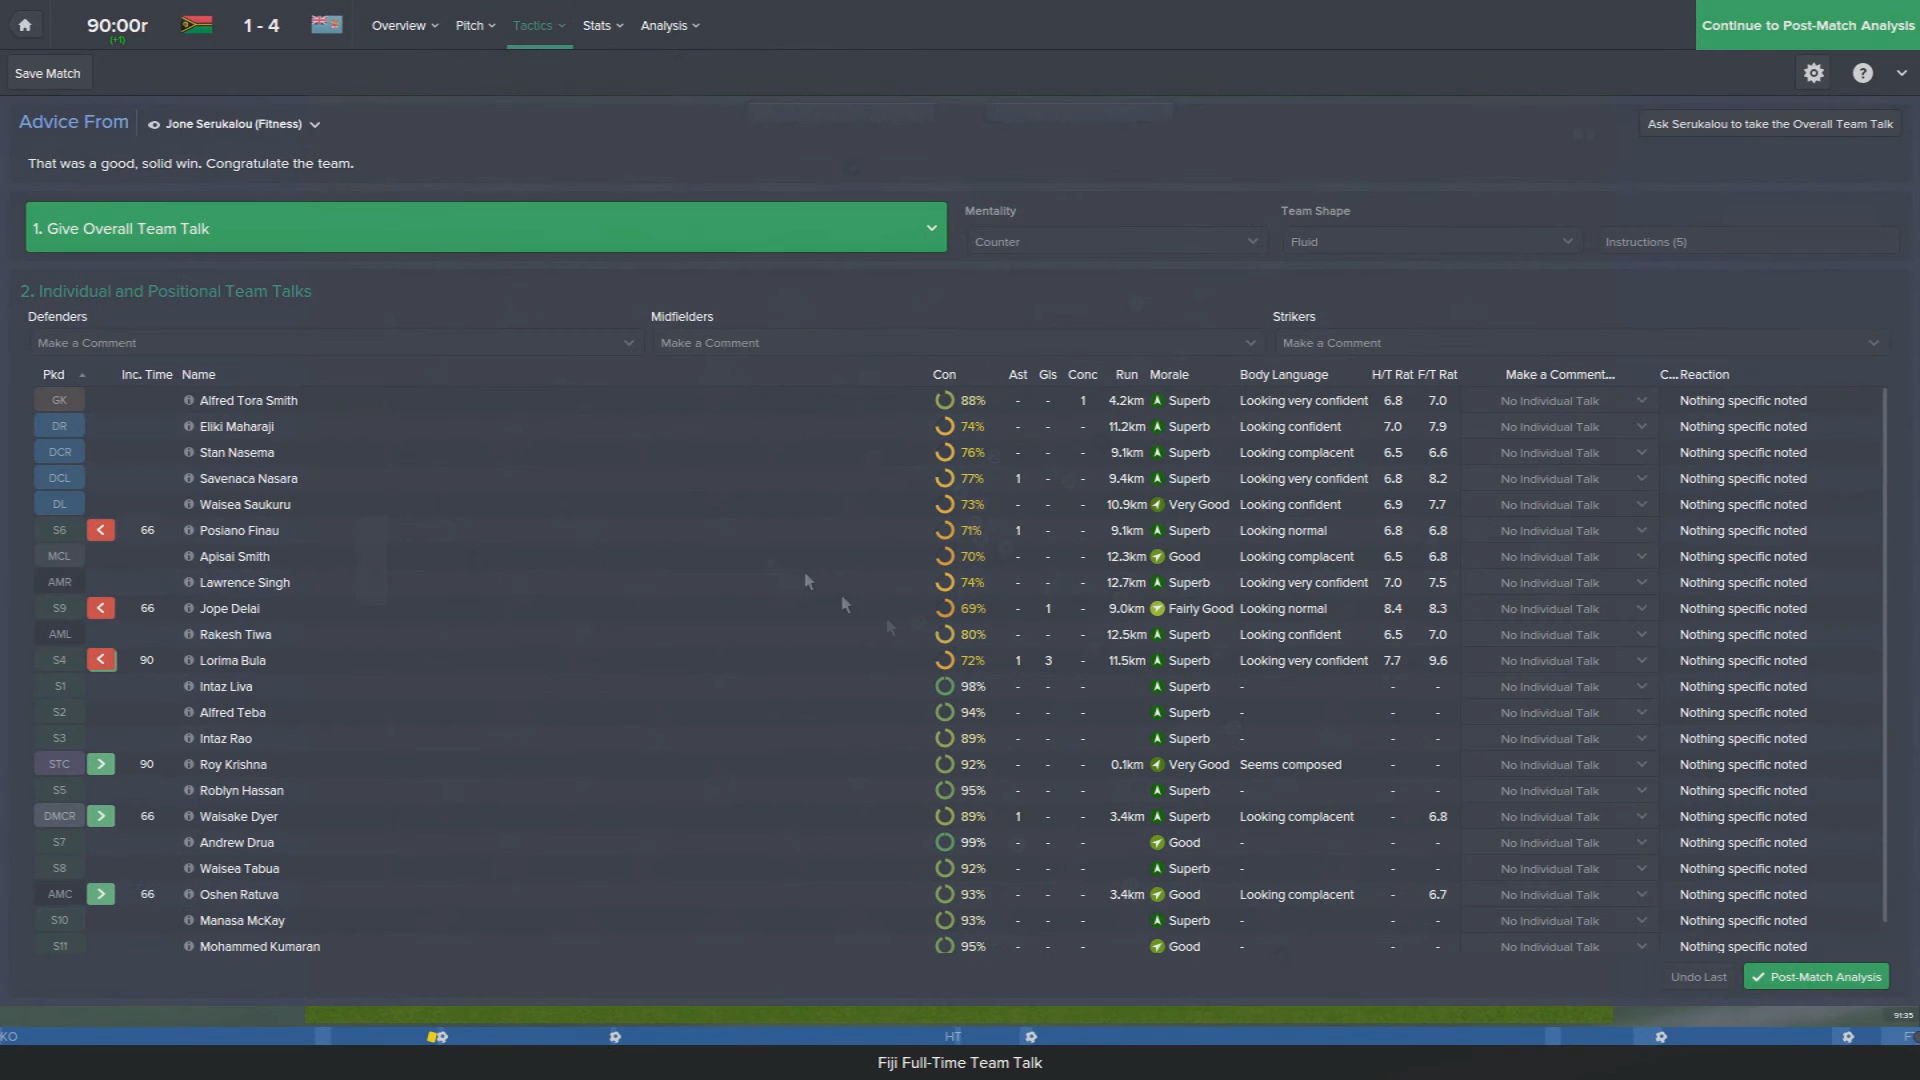 90:00r
(+1)
1 - 4
Overview
Pitch
Tactics
Stats
Analysis
Continue to Post-Match Analysis
Save Match
?
Advice From
Jone Serukalou (Fitness)
Ask Serukalou to take the Overall Team Talk
That was a good, solid win. Congratulate the team.
1. Give Overall Team Talk
Mentality
Team Shape
Counter
Fluid
Instructions (5)
2. Individual and Positional Team Talks
Defenders Midfielders Strikers
Make a Comment Make a Comment Make a Comment
Pkd Inc. Time Name Con Ast Gls Conc Run Morale Body Language H/T Rat F/T Rat Make a Comment... C... Reaction
GK Alfred Tora Smith 88% - - 1 4.2km Superb Looking very confident 6.8 7.0 No Individual Talk Nothing specific noted
DR Eliki Maharaji 74% - - - 11.2km Superb Looking confident 7.0 7.9 No Individual Talk Nothing specific noted
DCR Stan Nasema 76% - - - 9.1km Superb Looking complacent 6.5 6.6 No Individual Talk Nothing specific noted
DCL Savenaca Nasara 77% 1 - - 9.4km Superb Looking very confident 6.8 8.2 No Individual Talk Nothing specific noted
DL Waisea Saukuru 73% - - - 10.9km Very Good Looking confident 6.9 7.7 No Individual Talk Nothing specific noted
S6 66 Posiano Finau 71% 1 - - 9.1km Superb Looking normal 6.8 6.8 No Individual Talk Nothing specific noted
MCL Apisai Smith 70% - - - 12.3km Good Looking complacent 6.5 6.8 No Individual Talk Nothing specific noted
AMR Lawrence Singh 74% - - - 12.7km Superb Looking very confident 7.0 7.5 No Individual Talk Nothing specific noted
S9 66 Jope Delai 69% - 1 - 9.0km Fairly Good Looking normal 8.4 8.3 No Individual Talk Nothing specific noted
AML Rakesh Tiwa 80% - - - 12.5km Superb Looking confident 6.5 7.0 No Individual Talk Nothing specific noted
S4 90 Lorima Bula 72% 1 3 - 11.5km Superb Looking very confident 7.7 9.6 No Individual Talk Nothing specific noted
S1 Intaz Liva 98% - - - Superb - - - No Individual Talk Nothing specific noted
S2 Alfred Teba 94% - - - Superb - - - No Individual Talk Nothing specific noted
S3 Intaz Rao 89% - - - Superb - - - No Individual Talk Nothing specific noted
STC 90 Roy Krishna 92% - - - 0.1km Very Good Seems composed - - No Individual Talk Nothing specific noted
S5 Roblyn Hassan 95% - - - Superb - - - No Individual Talk Nothing specific noted
DMCR 66 Waisake Dyer 89% 1 - - 3.4km Superb Looking complacent - 6.8 No Individual Talk Nothing specific noted
S7 Andrew Drua 99% - - - Good - - - No Individual Talk Nothing specific noted
S8 Waisea Tabua 92% - - - Superb - - - No Individual Talk Nothing specific noted
AMC 66 Oshen Ratuva 93% - - - 3.4km Good Looking complacent - 6.7 No Individual Talk Nothing specific noted
S10 Manasa McKay 93% - - - Superb - - - No Individual Talk Nothing specific noted
S11 Mohammed Kumaran 95% - - - Good - - - No Individual Talk Nothing specific noted
Undo Last
Post-Match Analysis
91:35
KO HT
Fiji Full-Time Team Talk